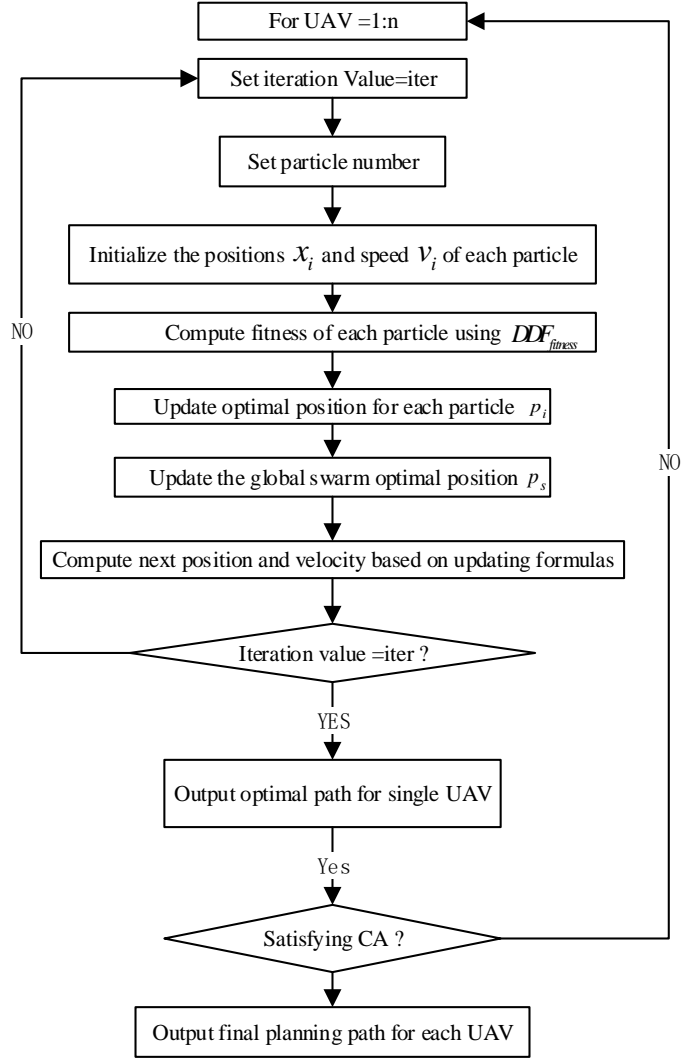 For UAV =1:n
Set iteration Value=iter
Set particle number
Initialize the positions x_i and speed v_i of each particle
Compute fitness of each particle using DDF_fitness
NO
Update optimal position for each particle p_i
NO
Update the global swarm optimal position p_s
Compute next position and velocity based on updating formulas
Iteration value =iter ?
YES
Output optimal path for single UAV
Yes
Satisfying CA ?
Output final planning path for each UAV